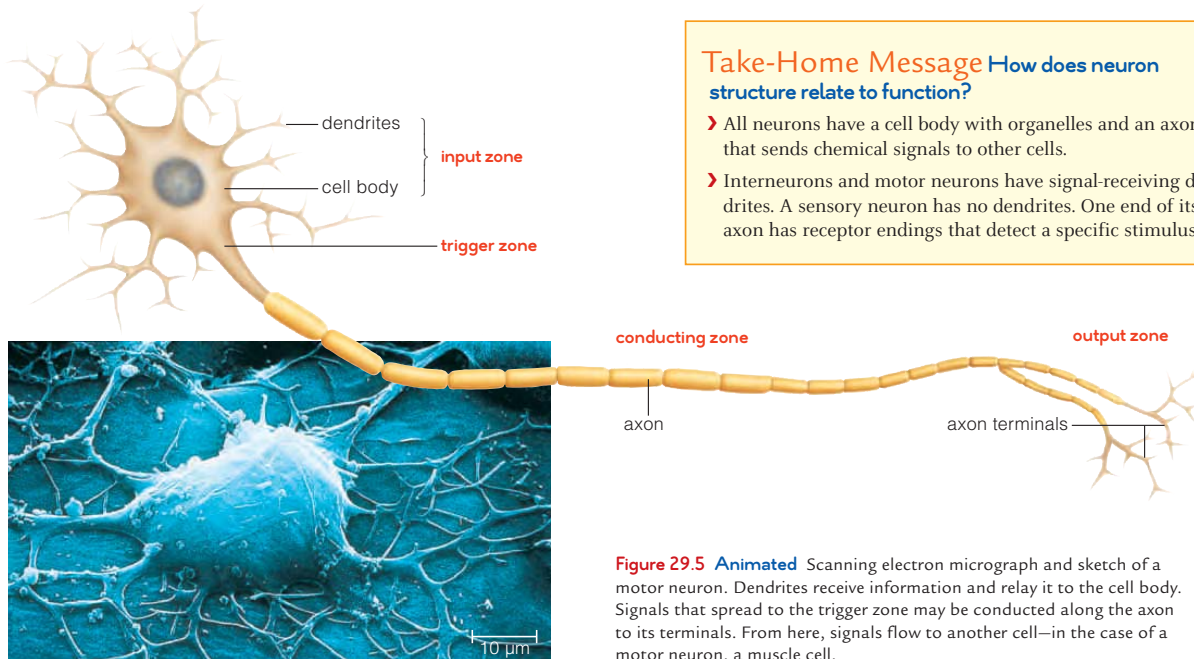 dendrites
input zone
cell body
trigger zone
Take-Home Message How does neuron
structure relate to function?
❯ All neurons have a cell body with organelles and an axon
that sends chemical signals to other cells.
❯ Interneurons and motor neurons have signal-receiving d
drites. A sensory neuron has no dendrites. One end of its
axon has receptor endings that detect a specific stimulus
conducting zone
output zone
axon
axon terminals
10 µm
Figure 29.5 Animated Scanning electron micrograph and sketch of a
motor neuron. Dendrites receive information and relay it to the cell body.
Signals that spread to the trigger zone may be conducted along the axon
to its terminals. From here, signals flow to another cell—in the case of a
motor neuron, a muscle cell.